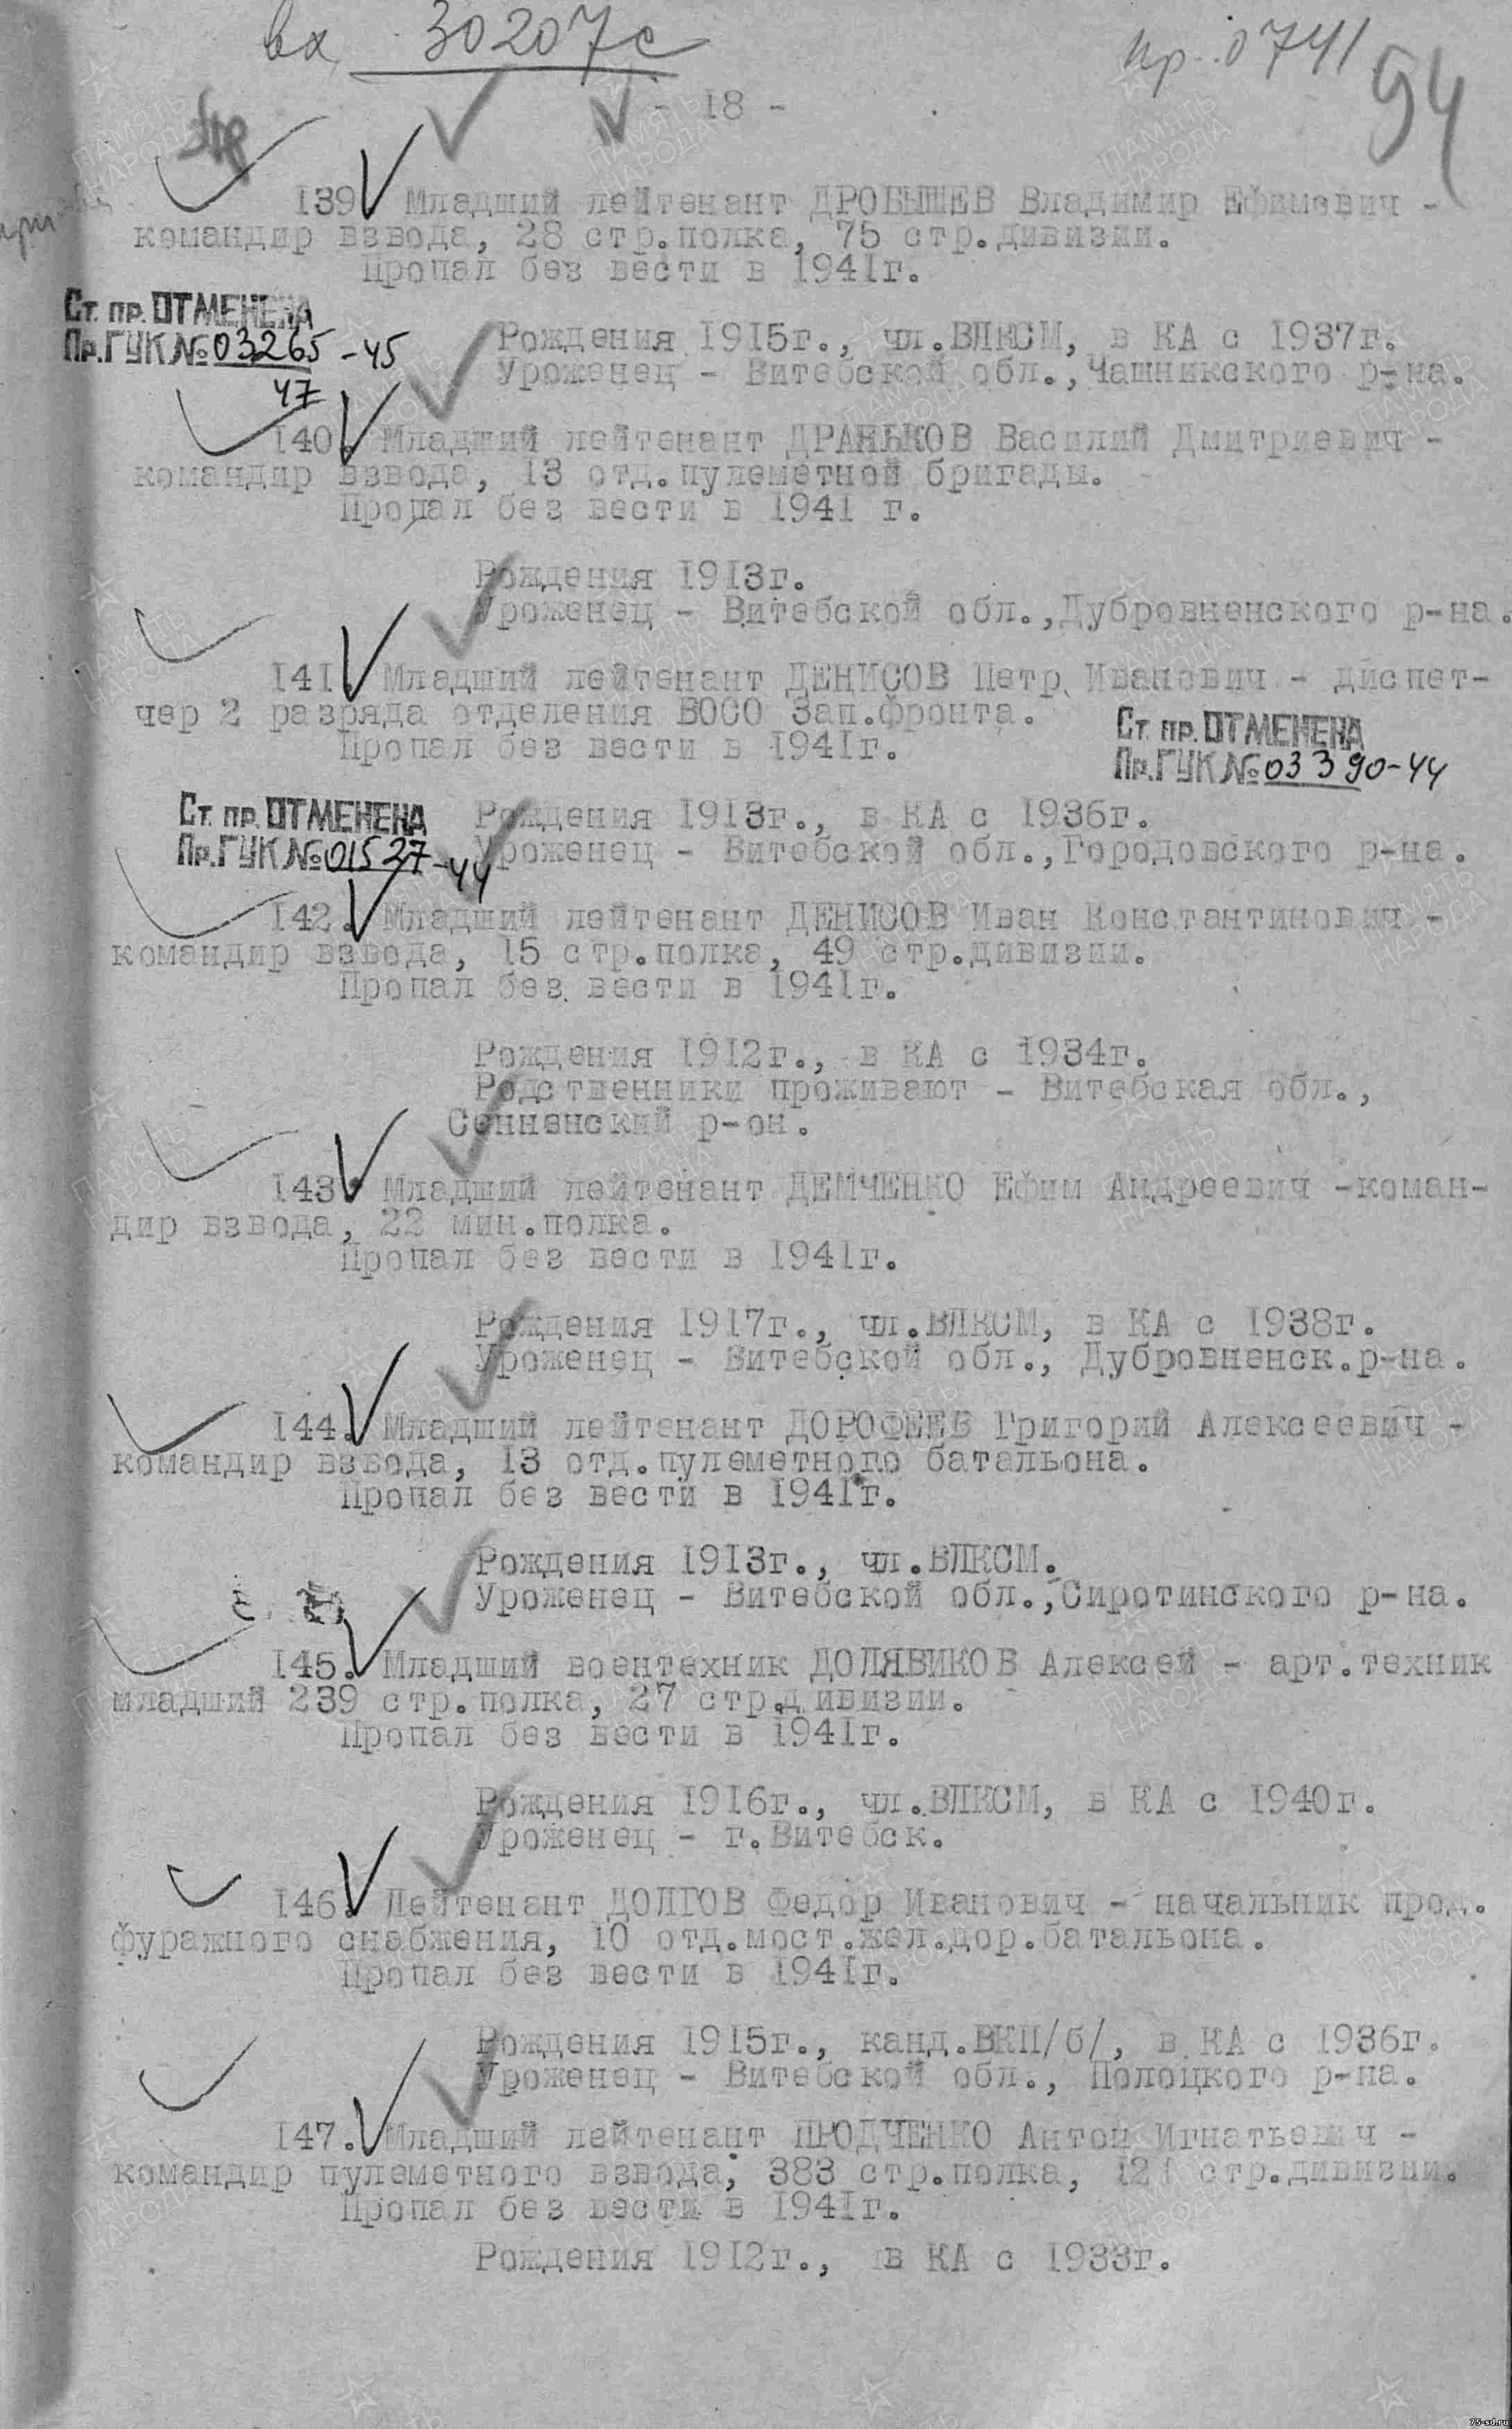 вх 30207с
пр. 0741
94
- 18 -
139. Младший лейтенант ДРОБЫШЕВ Владимир Ефимович -
командир взвода, 28 стр.полка, 75 стр.дивизии.
Пропал без вести в 1941г.
Ст. пр. ОТМЕНЕНА
Пр.ГУК №03265-45
47
Рождения 1915г., чл.ВЛКСМ, в КА с 1937г.
Уроженец - Витебской обл.,Чашникского р-на.
140. Младший лейтенант ДРАНЬКОВ Василий Дмитриевич -
командир взвода, 13 отд.пулеметной бригады.
Пропал без вести в 1941 г.
Рождения 1913г.
Уроженец - Витебской обл.,Дубровненского р-на.
141. Младший лейтенант ДЕНИСОВ Петр Иванович - диспет-
чер 2 разряда отделения ВОСО Зап.фронта.
Пропал без вести в 1941г.
Ст. пр. ОТМЕНЕНА
Пр.ГУК №03390-44
Ст. пр. ОТМЕНЕНА
Пр.ГУК №01527-44
Рождения 1913г., в КА с 1936г.
Уроженец - Витебской обл.,Городовского р-на.
142. Младший лейтенант ДЕНИСОВ Иван Константинович -
командир взвода, 15 стр.полка, 49 стр.дивизии.
Пропал без вести в 1941г.
Рождения 1912г., в КА с 1934г.
Родственники проживают - Витебская обл.,
Сенненский р-он.
143. Младший лейтенант ДЕМЧЕНКО Ефим Андреевич -коман-
дир взвода, 22 мин.полка.
Пропал без вести в 1941г.
Рождения 1917г., чл.ВЛКСМ, в КА с 1938г.
Уроженец - Витебской обл., Дубровненск.р-на.
144. Младший лейтенант ДОРОФЕЕВ Григорий Алексеевич -
командир взвода, 13 отд.пулеметного батальона.
Пропал без вести в 1941г.
Рождения 1913г., чл.ВЛКСМ.
Уроженец - Витебской обл.,Сиротинского р-на.
145. Младший воентехник ДОЛЯВИКОВ Алексей - арт.техник
младший 239 стр.полка, 27 стр.дивизии.
Пропал без вести в 1941г.
Рождения 1916г., чл.ВЛКСМ, в КА с 1940г.
Уроженец - г.Витебск.
146. Лейтенант ДОЛГОВ Федор Иванович - начальник прод.
фуражного снабжения, 10 отд.мост.жел.дор.батальона.
Пропал без вести в 1941г.
Рождения 1915г., канд.ВКП/б/, в КА с 1936г.
Уроженец - Витебской обл., Полоцкого р-на.
147. Младший лейтенант Антон Игнатьевич -
командир пулеметного взвода, 383 стр.полка, 121 стр.дивизии.
Пропал без вести в 1941г.
Рождения 1912г., в КА с 1933г.
75-sd.ru